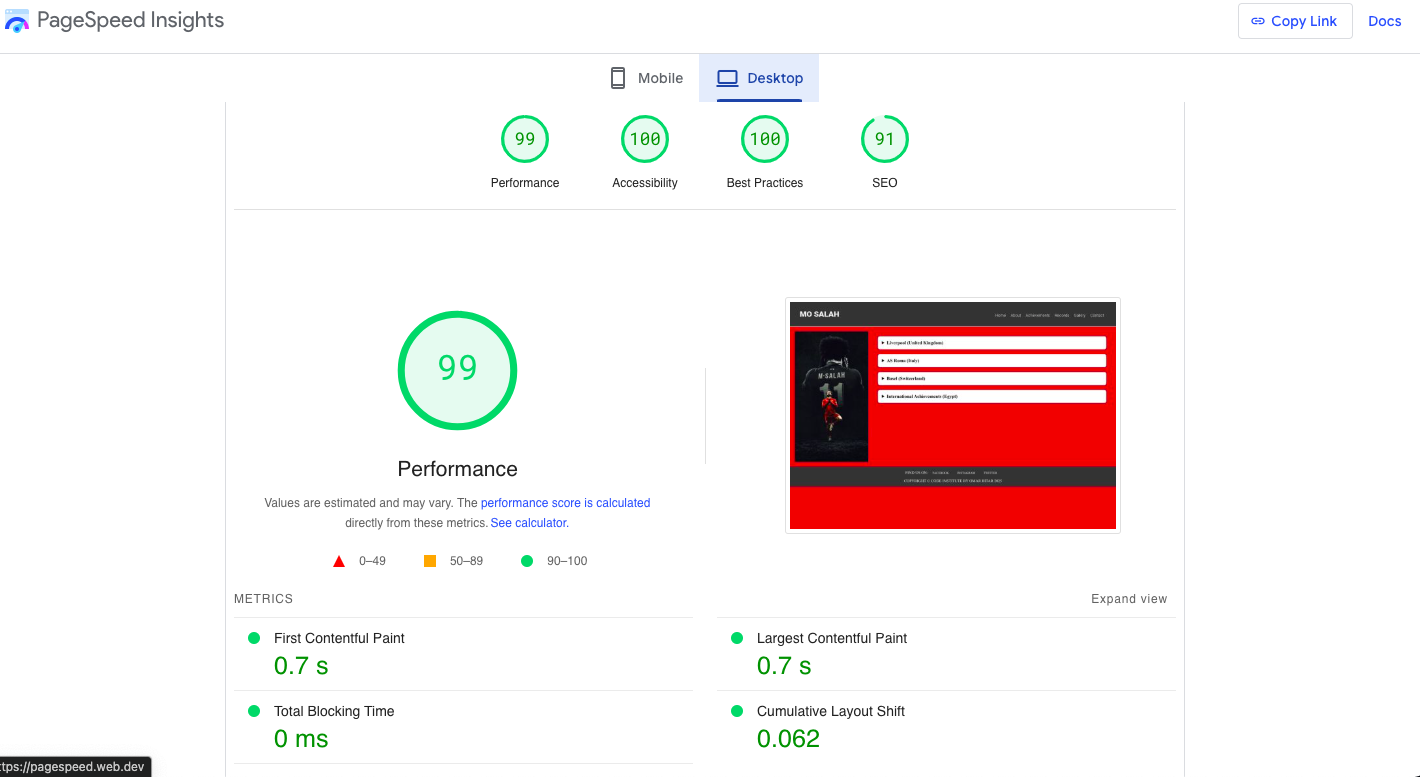 PageSpeed Insights
Copy Link
Docs
Mobile
Desktop
99
100
100
91
Performance
Accessibility
Best Practices
SEO
99
Performance
Values are estimated and may vary. The performance score is calculated
directly from these metrics. See calculator.
0–49
50–89
90–100
MO SALAH
Home About Achievements Records Gallery Contact
Liverpool (United Kingdom)
AS Roma (Italy)
Basel (Switzerland)
International Achievements (Egypt)
M·SALAH
11
METRICS
Expand view
First Contentful Paint
0.7 s
Largest Contentful Paint
0.7 s
Total Blocking Time
0 ms
Cumulative Layout Shift
0.062
ttps://pagespeed.web.dev